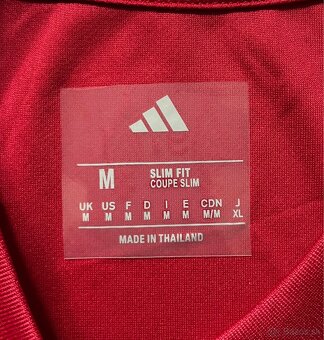 M SLIM FIT
COUPE SLIM
UK US F D I E CDN J
M M M M M M M/M XL
MADE IN THAILAND